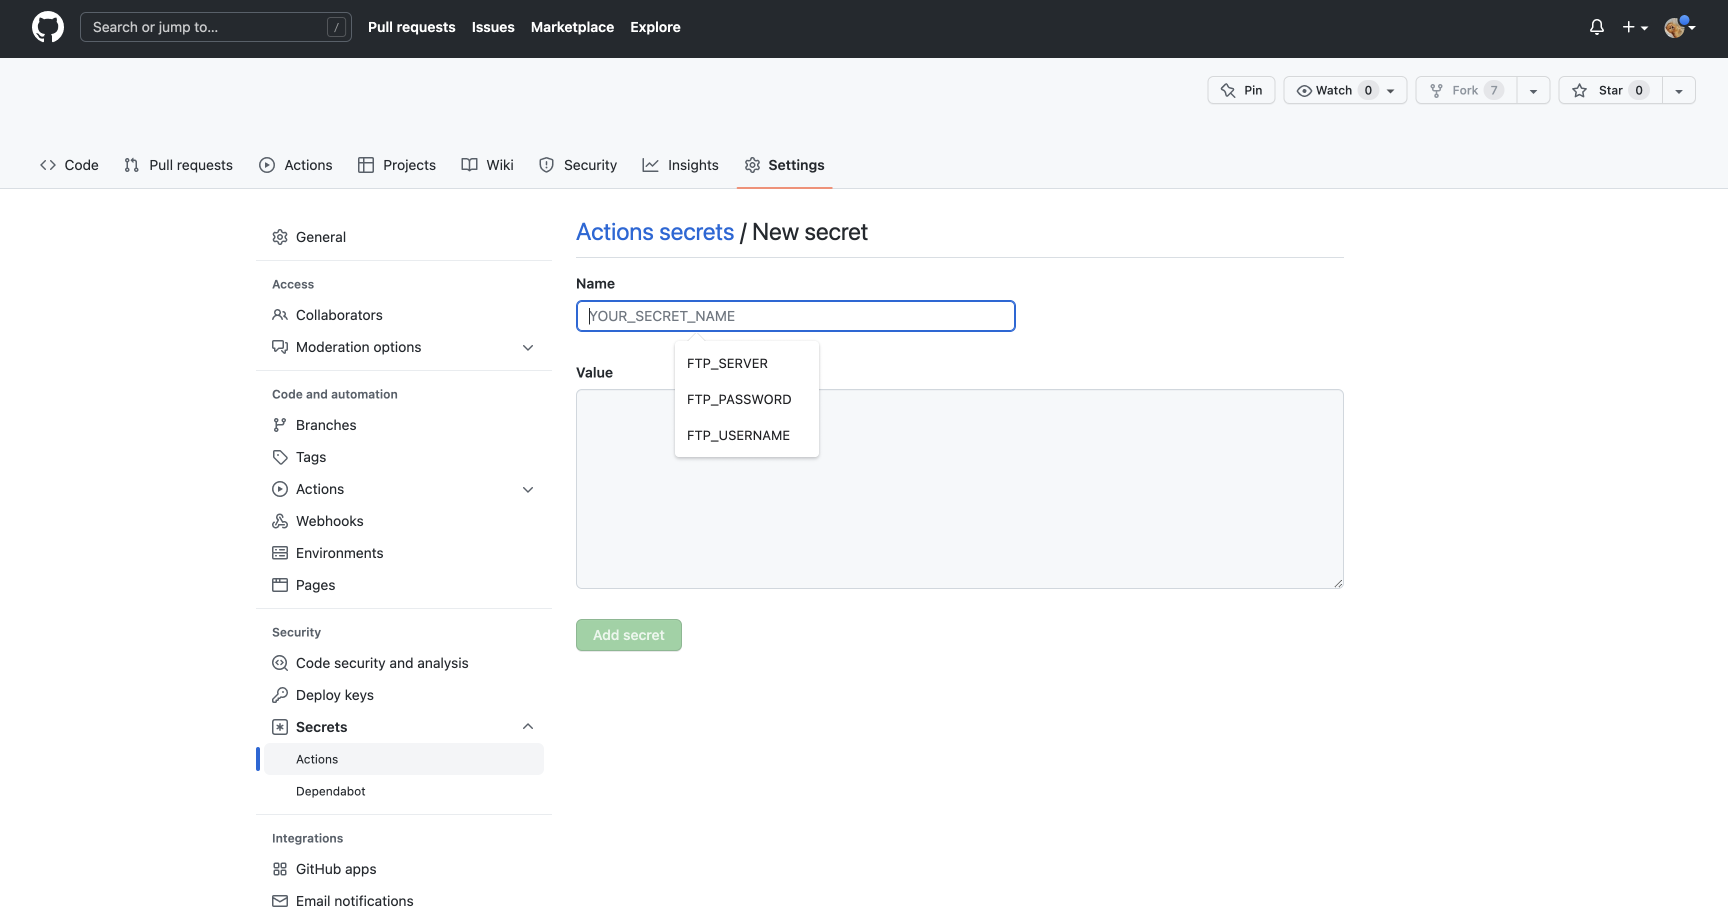 Search or jump to... /
Pull requests Issues Marketplace Explore
Pin
Watch 0
Fork 7
Star 0
Code
Pull requests
Actions
Projects
Wiki
Security
Insights
Settings
General
Access
Collaborators
Moderation options
Code and automation
Branches
Tags
Actions
Webhooks
Environments
Pages
Security
Code security and analysis
Deploy keys
Secrets
Actions
Dependabot
Integrations
GitHub apps
Email notifications
Actions secrets / New secret
Name
YOUR_SECRET_NAME
FTP_SERVER
FTP_PASSWORD
FTP_USERNAME
Value
Add secret